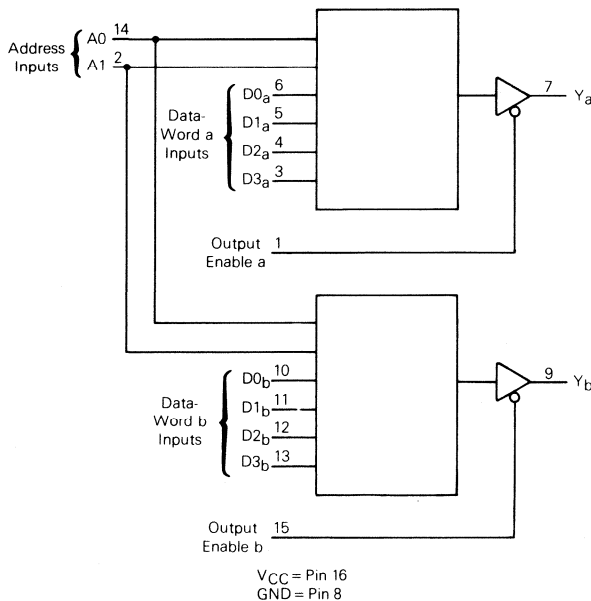 Address
Inputs
A0 14
A1 2
D0a 6
D1a 5
D2a 4
D3a 3
Data-
Word a
Inputs
7 Ya
Output
Enable a
1
D0b 10
D1b 11
D2b 12
D3b 13
Data-
Word b
Inputs
9 Yb
Output
Enable b
15
VCC = Pin 16
GND = Pin 8